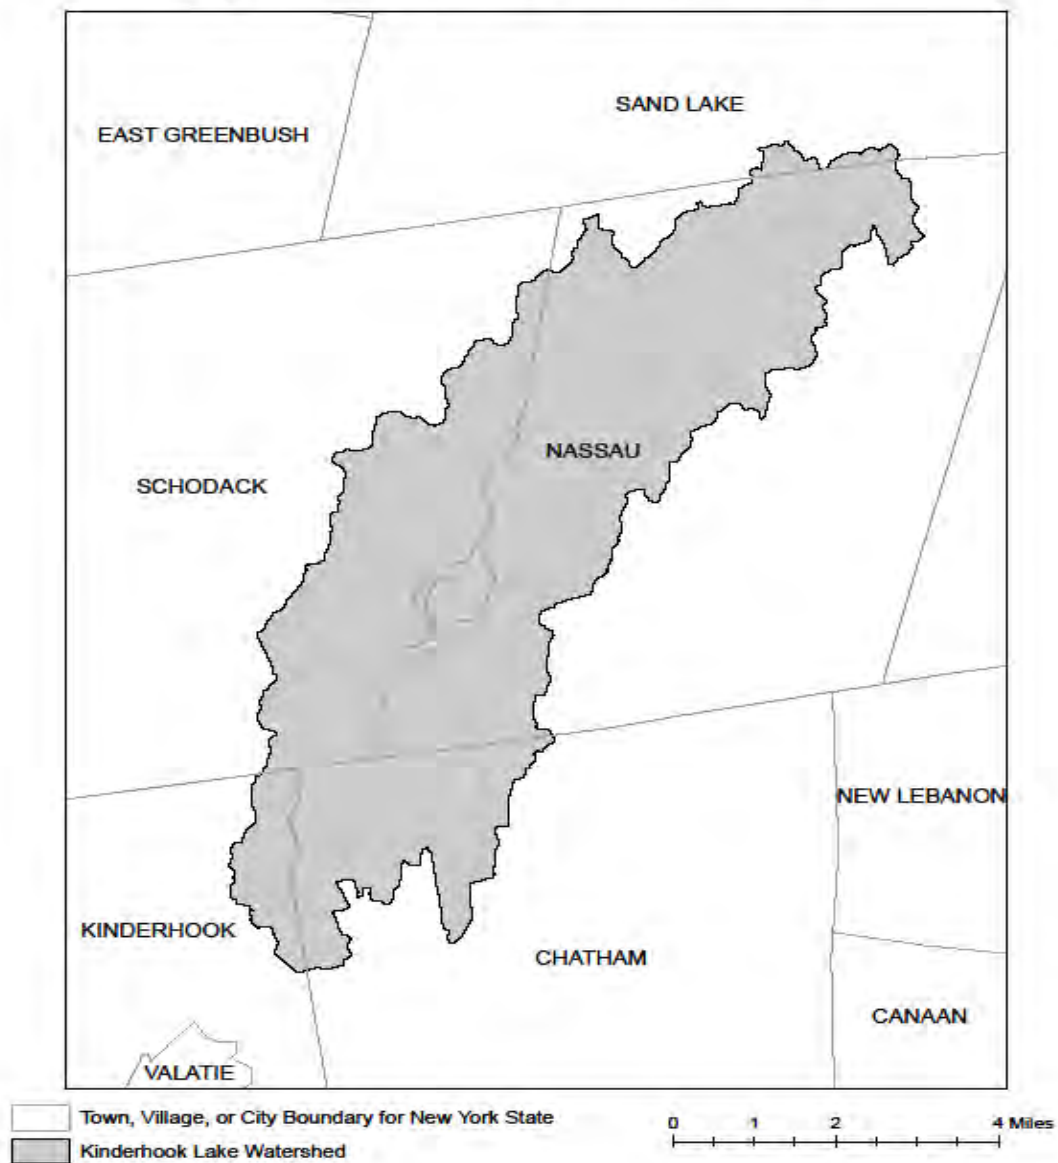 SAND LAKE
EAST GREENBUSH
NASSAU
SCHODACK
NEW LEBANON
KINDERHOOK
CHATHAM
CANAAN
VALATIE
Town, Village, or City Boundary for New York State
0 1 2 4 Miles
Kinderhook Lake Watershed